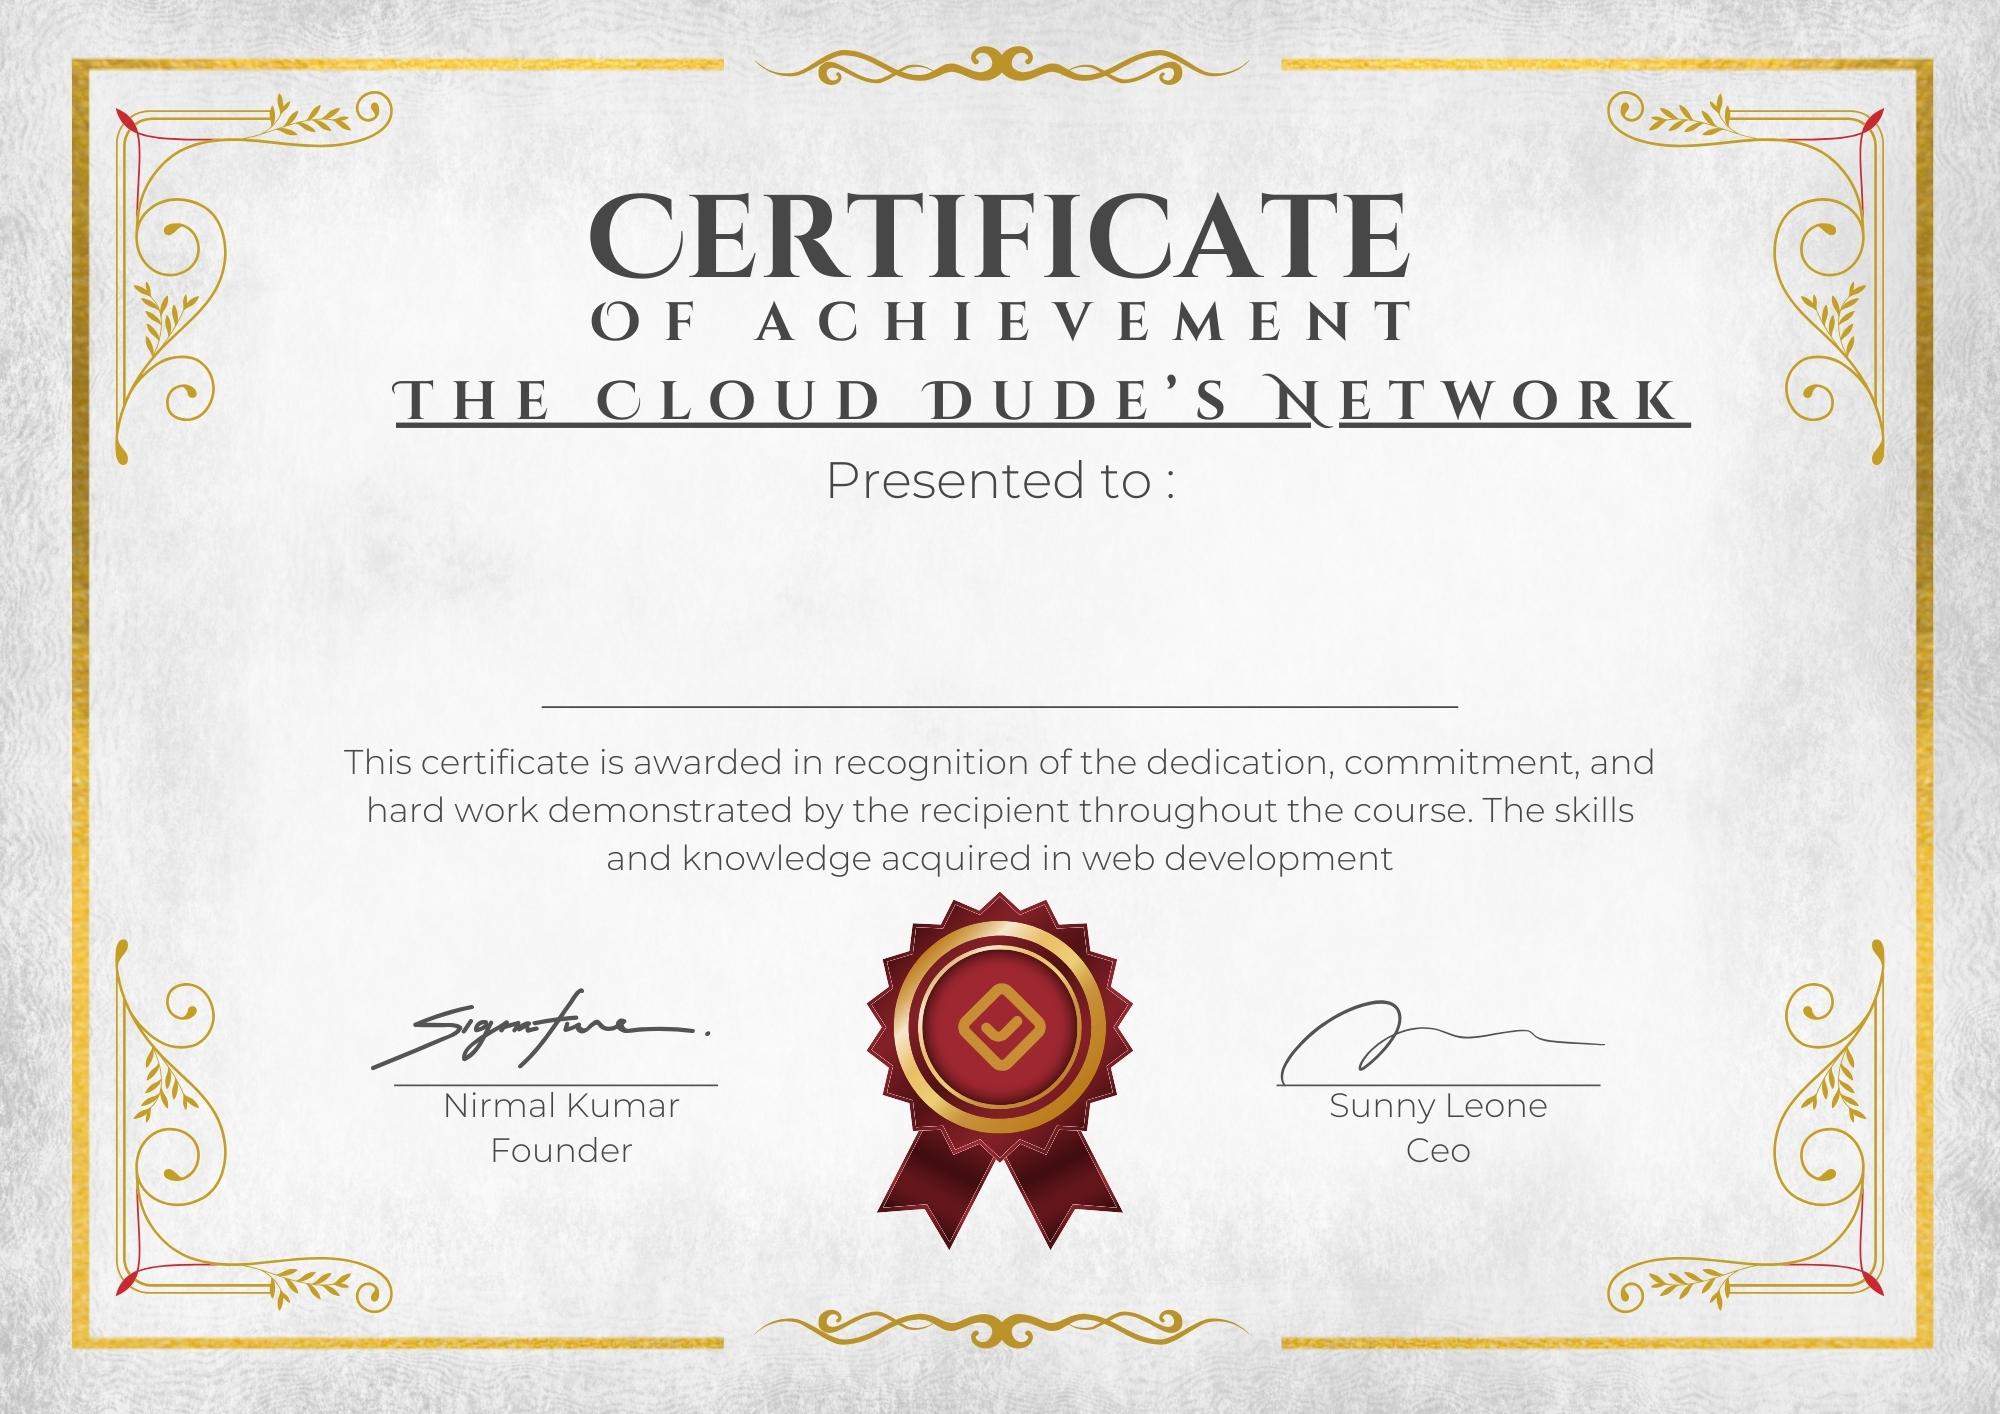 CERTIFICATE
OF ACHIEVEMENT
THE CLOUD DUDE’S NETWORK
Presented to :
This certificate is awarded in recognition of the dedication, commitment, and
hard work demonstrated by the recipient throughout the course. The skills
and knowledge acquired in web development
Signature.
Nirmal Kumar
Founder
Sunny Leone
Ceo